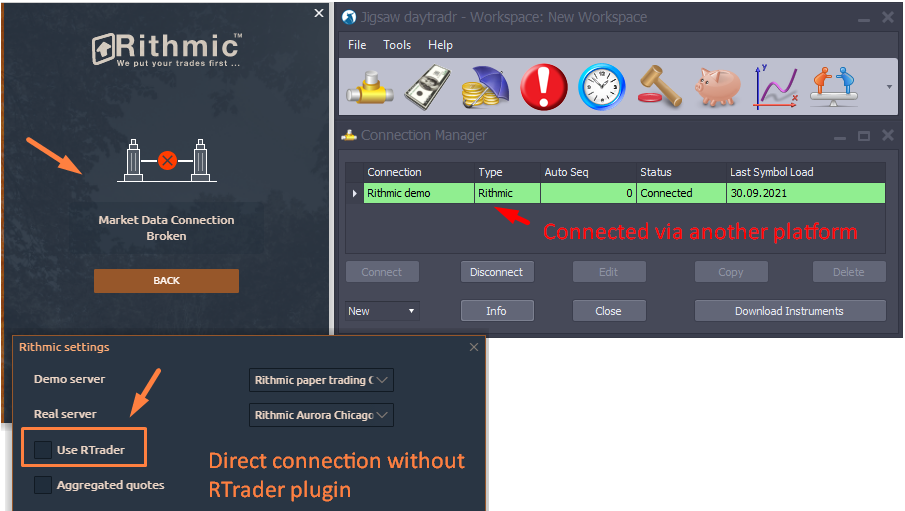 Rithmic™
We put your trades first ...
Market Data Connection
Broken
BACK
Jigsaw daytradr - Workspace: New Workspace
File Tools Help
Y
x
Connection Manager
Connection Type Auto Seq Status Last Symbol Load
Rithmic demo Rithmic 0 Connected 30.09.2021
Connected via another platform
Connect Disconnect Edit Copy Delete
New Info Close Download Instruments
Rithmic settings
Demo server Rithmic paper trading C
Real server Rithmic Aurora Chicago
Use RTrader
Aggregated quotes
Direct connection without
RTrader plugin